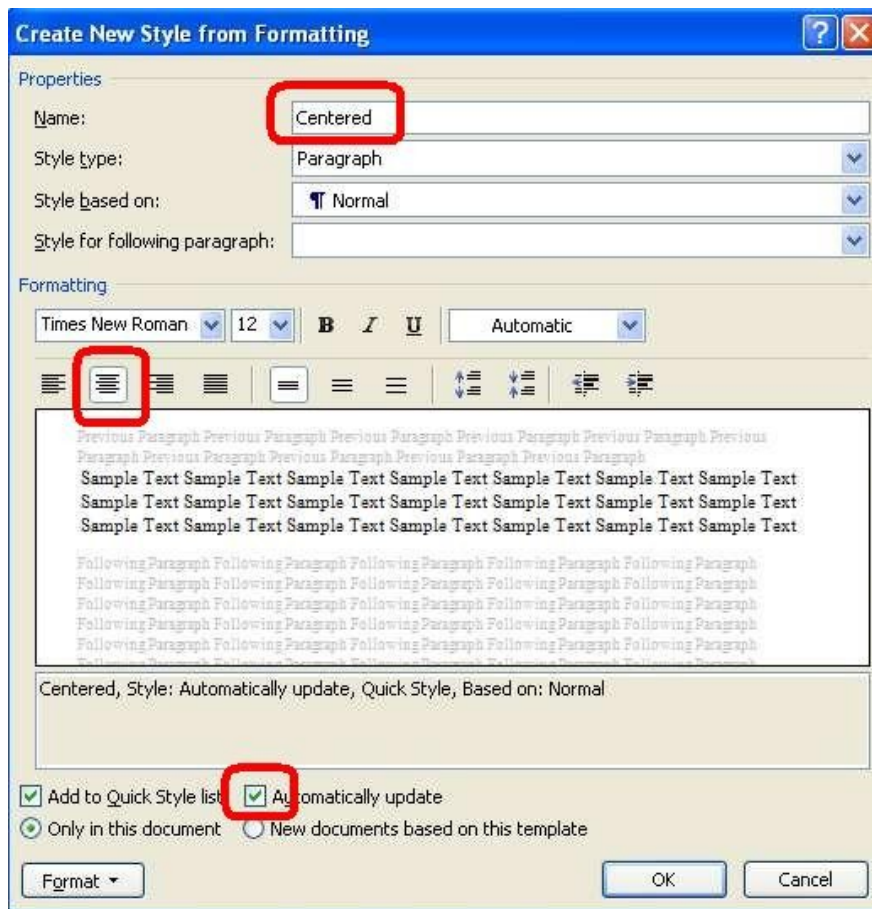 Create New Style from Formatting
Properties
Name: Centered
Style type: Paragraph
Style based on: ¶ Normal
Style for following paragraph:
Formatting
Times New Roman 12 B I U Automatic
Previous Paragraph Previous Paragraph Previous Paragraph Previous Paragraph Previous Paragraph Previous
Paragraph Previous Paragraph Previous Paragraph Previous Paragraph Previous Paragraph
Sample Text Sample Text Sample Text Sample Text Sample Text Sample Text Sample Text
Sample Text Sample Text Sample Text Sample Text Sample Text Sample Text Sample Text
Sample Text Sample Text Sample Text Sample Text Sample Text Sample Text Sample Text
Following Paragraph Following Paragraph Following Paragraph Following Paragraph Following Paragraph
Following Paragraph Following Paragraph Following Paragraph Following Paragraph Following Paragraph
Following Paragraph Following Paragraph Following Paragraph Following Paragraph Following Paragraph
Following Paragraph Following Paragraph Following Paragraph Following Paragraph Following Paragraph
Following Paragraph Following Paragraph Following Paragraph Following Paragraph Following Paragraph
Centered, Style: Automatically update, Quick Style, Based on: Normal
Add to Quick Style list Automatically update
Only in this document New documents based on this template
Format OK Cancel